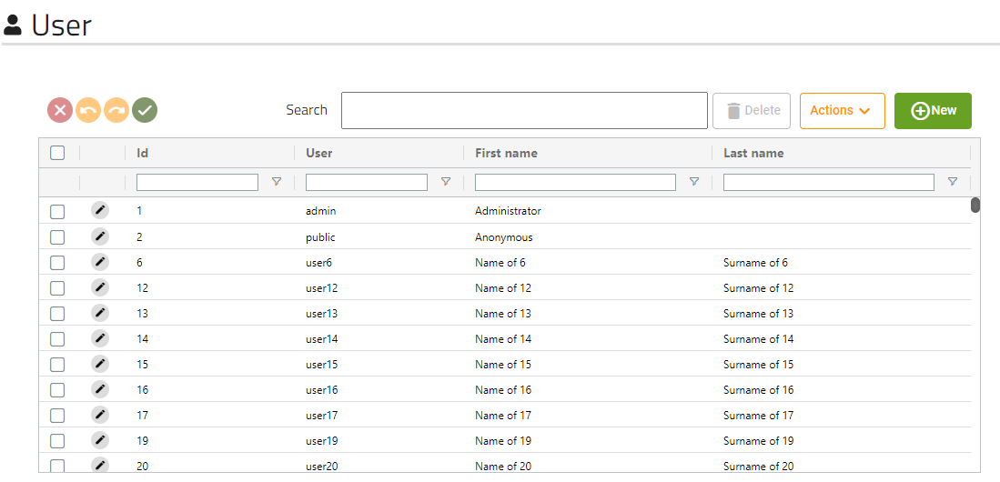 User
Search Delete Actions New
Id User First name Last name
1 admin Administrator
2 public Anonymous
6 user6 Name of 6 Surname of 6
12 user12 Name of 12 Surname of 12
13 user13 Name of 13 Surname of 13
14 user14 Name of 14 Surname of 14
15 user15 Name of 15 Surname of 15
16 user16 Name of 16 Surname of 16
17 user17 Name of 17 Surname of 17
19 user19 Name of 19 Surname of 19
20 user20 Name of 20 Surname of 20